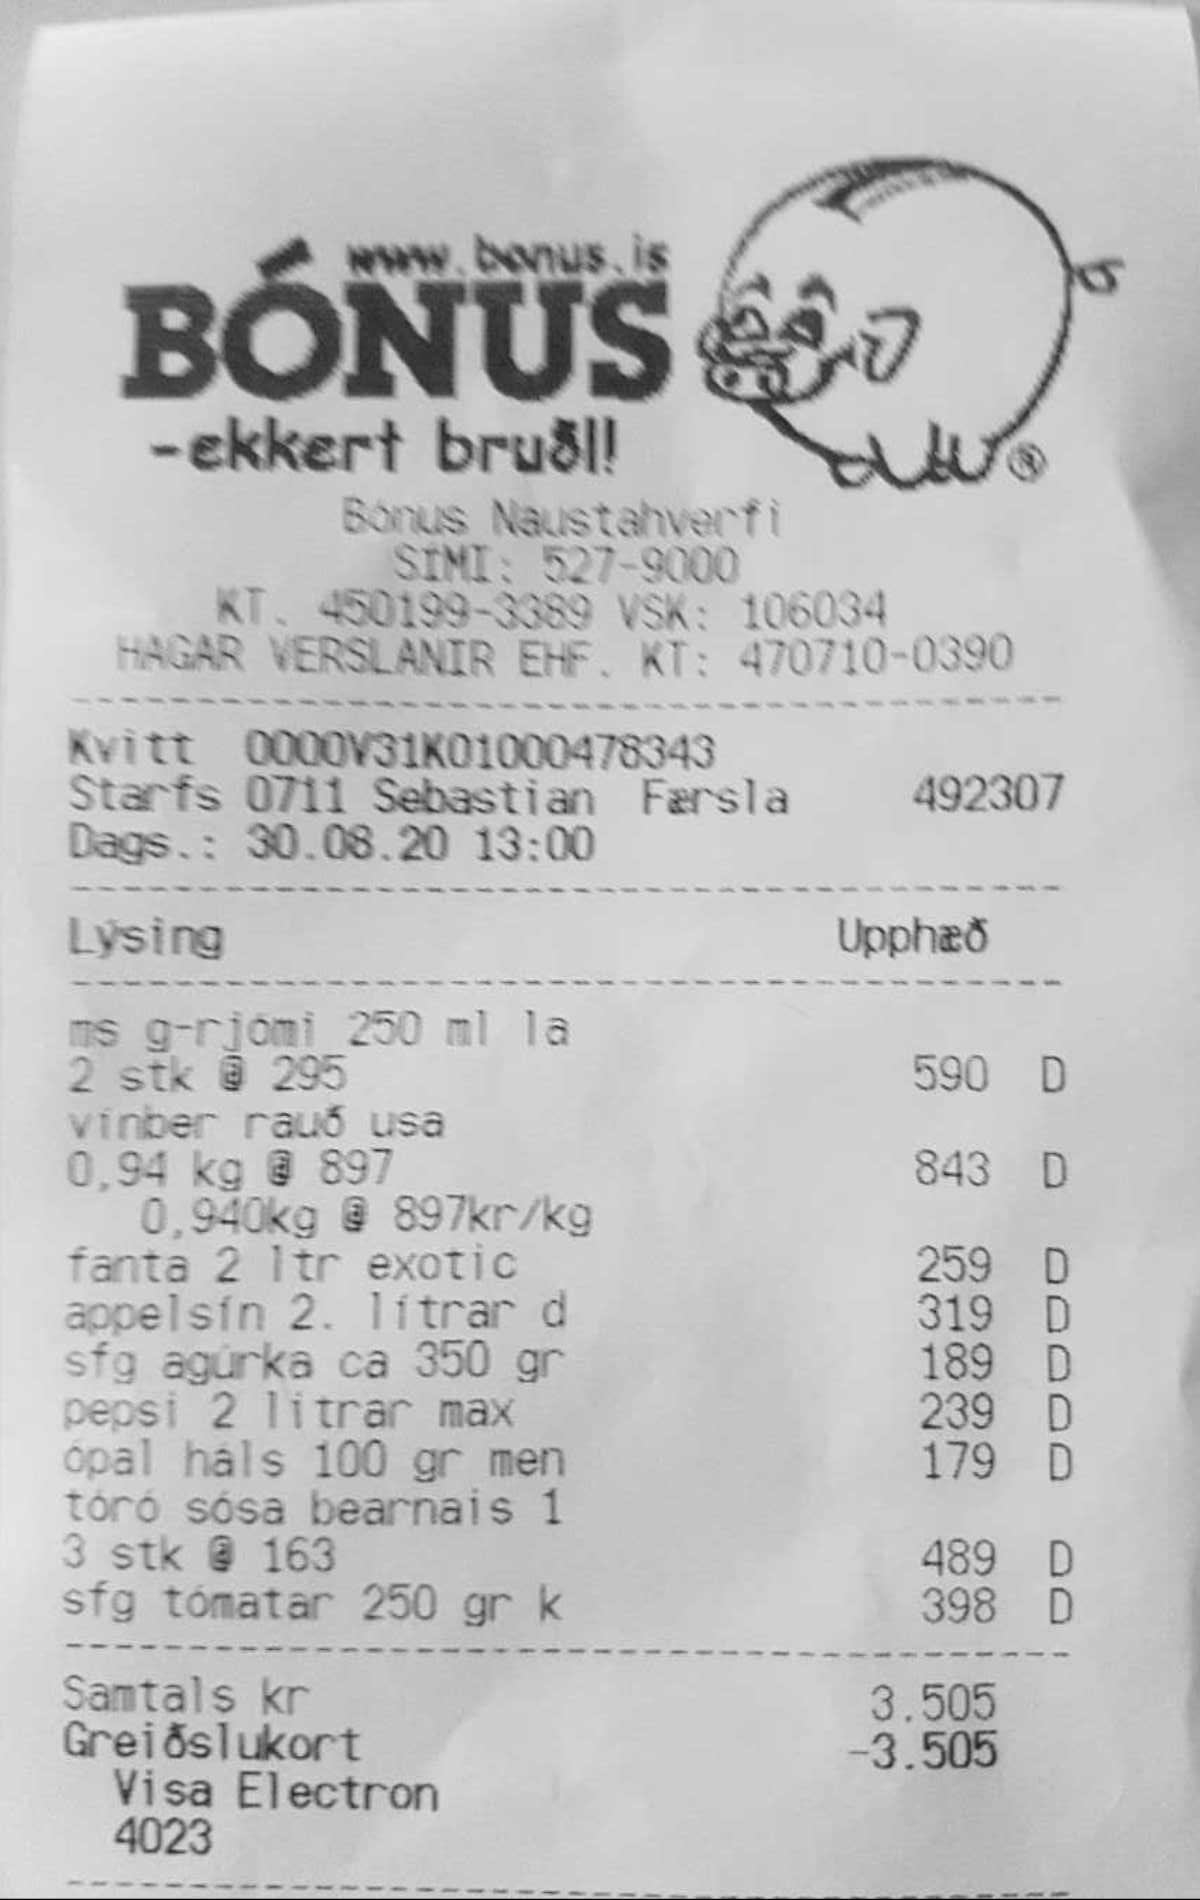 www.bonus.is
BÓNUS
-ekkert bruðl!
®
Bónus Naustahverfi
SÍMI: 527-9000
KT. 450199-3389 VSK: 106034
HAGAR VERSLANIR EHF. KT: 470710-0390
Kvitt 0000V31K01000478343
Starfs 0711 Sebastian Færsla 492307
Dags.: 30.08.20 13:00
Lýsing Upphæð
ms g-rjómi 250 ml la
2 stk @ 295 590 D
vínber rauð usa
0,94 kg @ 897 843 D
0,940kg @ 897kr/kg
fanta 2 ltr exotic 259 D
appelsín 2. lítrar d 319 D
sfg agúrka ca 350 gr 189 D
pepsi 2 lítrar max 239 D
ópal háls 100 gr men 179 D
tóró sósa bearnais 1
3 stk @ 163 489 D
sfg tómatar 250 gr k 398 D
Samtals kr 3.505
Greiðslukort -3.505
Visa Electron
4023